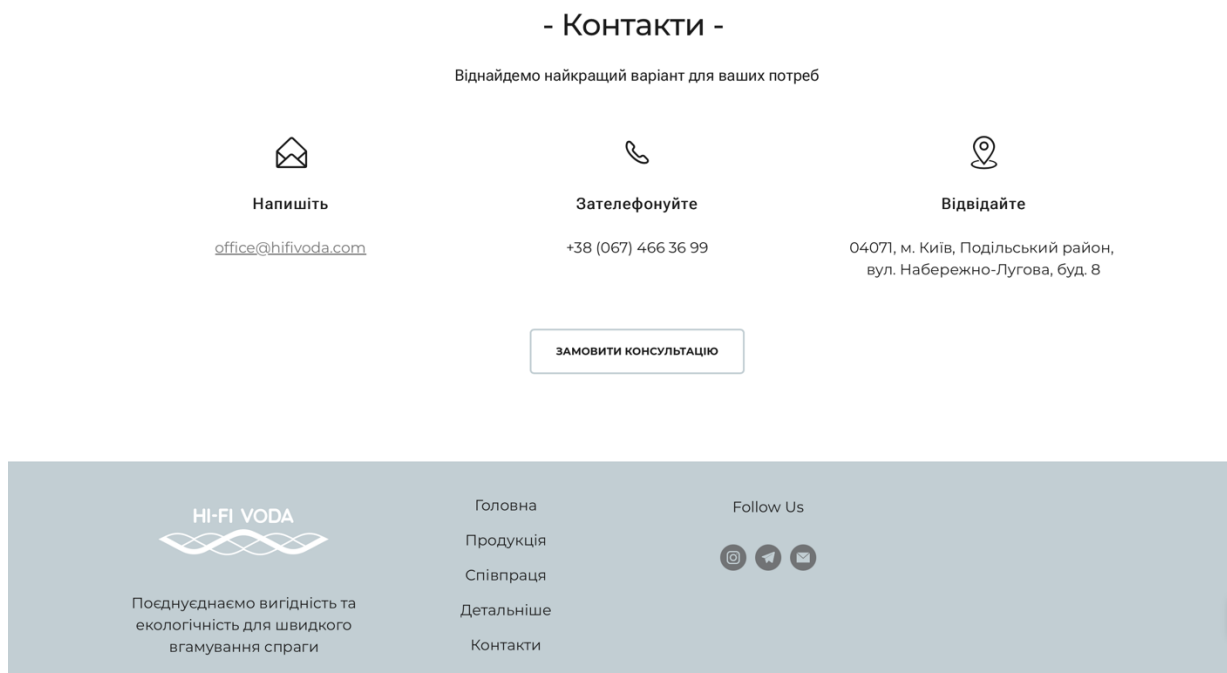 - Контакти -
Віднайдемо найкращий варіант для ваших потреб
Напишіть
office@hifivoda.com
Зателефонуйте
+38 (067) 466 36 99
Відвідайте
04071, м. Київ, Подільський район,
вул. Набережно-Лугова, буд. 8
ЗАМОВИТИ КОНСУЛЬТАЦІЮ
HI-FI VODA
Поєднуєднаємо вигідність та
екологічність для швидкого
вгамування спраги
Головна
Продукція
Співпраця
Детальніше
Контакти
Follow Us